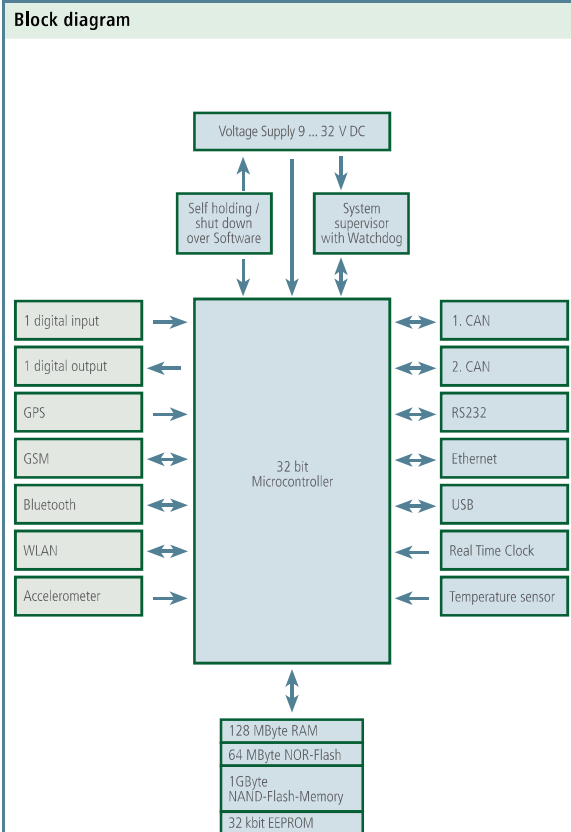 Block diagram
Voltage Supply 9 ... 32 V DC
Self holding /
shut down
over Software
System
supervisor
with Watchdog
1 digital input
1 digital output
GPS
GSM
Bluetooth
WLAN
Accelerometer
32 bit
Microcontroller
1. CAN
2. CAN
RS232
Ethernet
USB
Real Time Clock
Temperature sensor
128 MByte RAM
64 MByte NOR-Flash
1GByte
NAND-Flash-Memory
32 kbit EEPROM